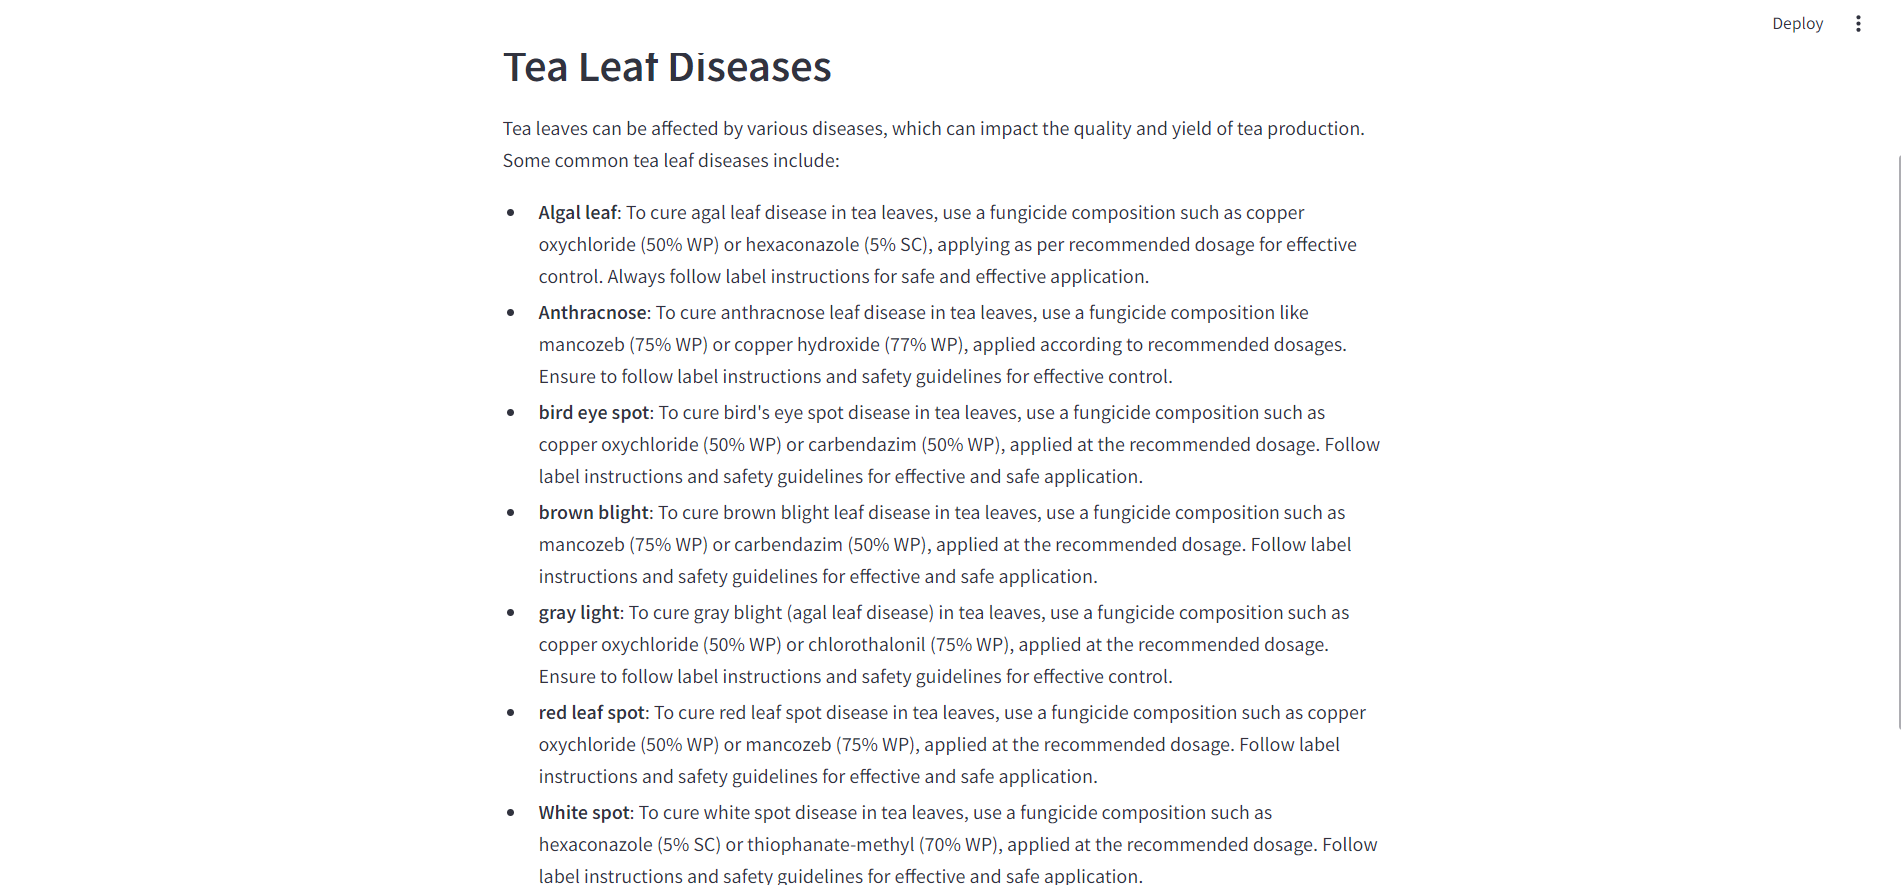 Deploy
Tea Leaf Diseases
Tea leaves can be affected by various diseases, which can impact the quality and yield of tea production.
Some common tea leaf diseases include:
Algal leaf: To cure agal leaf disease in tea leaves, use a fungicide composition such as copper
oxychloride (50% WP) or hexaconazole (5% SC), applying as per recommended dosage for effective
control. Always follow label instructions for safe and effective application.
Anthracnose: To cure anthracnose leaf disease in tea leaves, use a fungicide composition like
mancozeb (75% WP) or copper hydroxide (77% WP), applied according to recommended dosages.
Ensure to follow label instructions and safety guidelines for effective control.
bird eye spot: To cure bird's eye spot disease in tea leaves, use a fungicide composition such as
copper oxychloride (50% WP) or carbendazim (50% WP), applied at the recommended dosage. Follow
label instructions and safety guidelines for effective and safe application.
brown blight: To cure brown blight leaf disease in tea leaves, use a fungicide composition such as
mancozeb (75% WP) or carbendazim (50% WP), applied at the recommended dosage. Follow label
instructions and safety guidelines for effective and safe application.
gray light: To cure gray blight (agal leaf disease) in tea leaves, use a fungicide composition such as
copper oxychloride (50% WP) or chlorothalonil (75% WP), applied at the recommended dosage.
Ensure to follow label instructions and safety guidelines for effective control.
red leaf spot: To cure red leaf spot disease in tea leaves, use a fungicide composition such as copper
oxychloride (50% WP) or mancozeb (75% WP), applied at the recommended dosage. Follow label
instructions and safety guidelines for effective and safe application.
White spot: To cure white spot disease in tea leaves, use a fungicide composition such as
hexaconazole (5% SC) or thiophanate-methyl (70% WP), applied at the recommended dosage. Follow
label instructions and safety guidelines for effective and safe application.